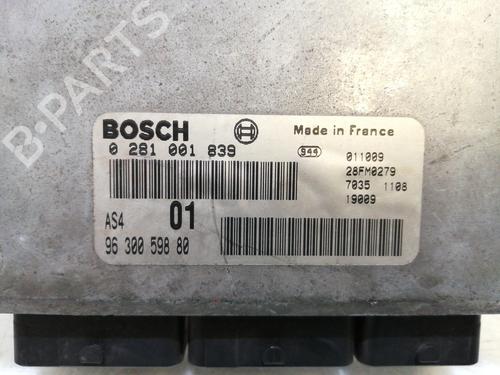 B-PARTS
BOSCH
Made in France
0 281 001 839
944
011009
28FM0279
7035 1108
19009
AS4
01
96 300 598 80